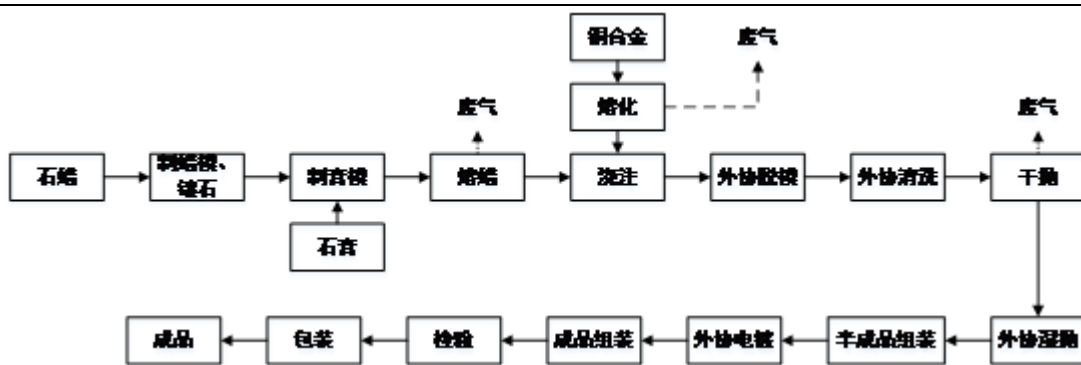 铜合金
废气
熔化
废气
废气
石蜡
制蜡模、
镶石
制膏模
熔蜡
浇注
外协脱模
外协清洗
干抛
石膏
成品
包装
检验
成品组装
外协电镀
半成品组装
外协湿抛